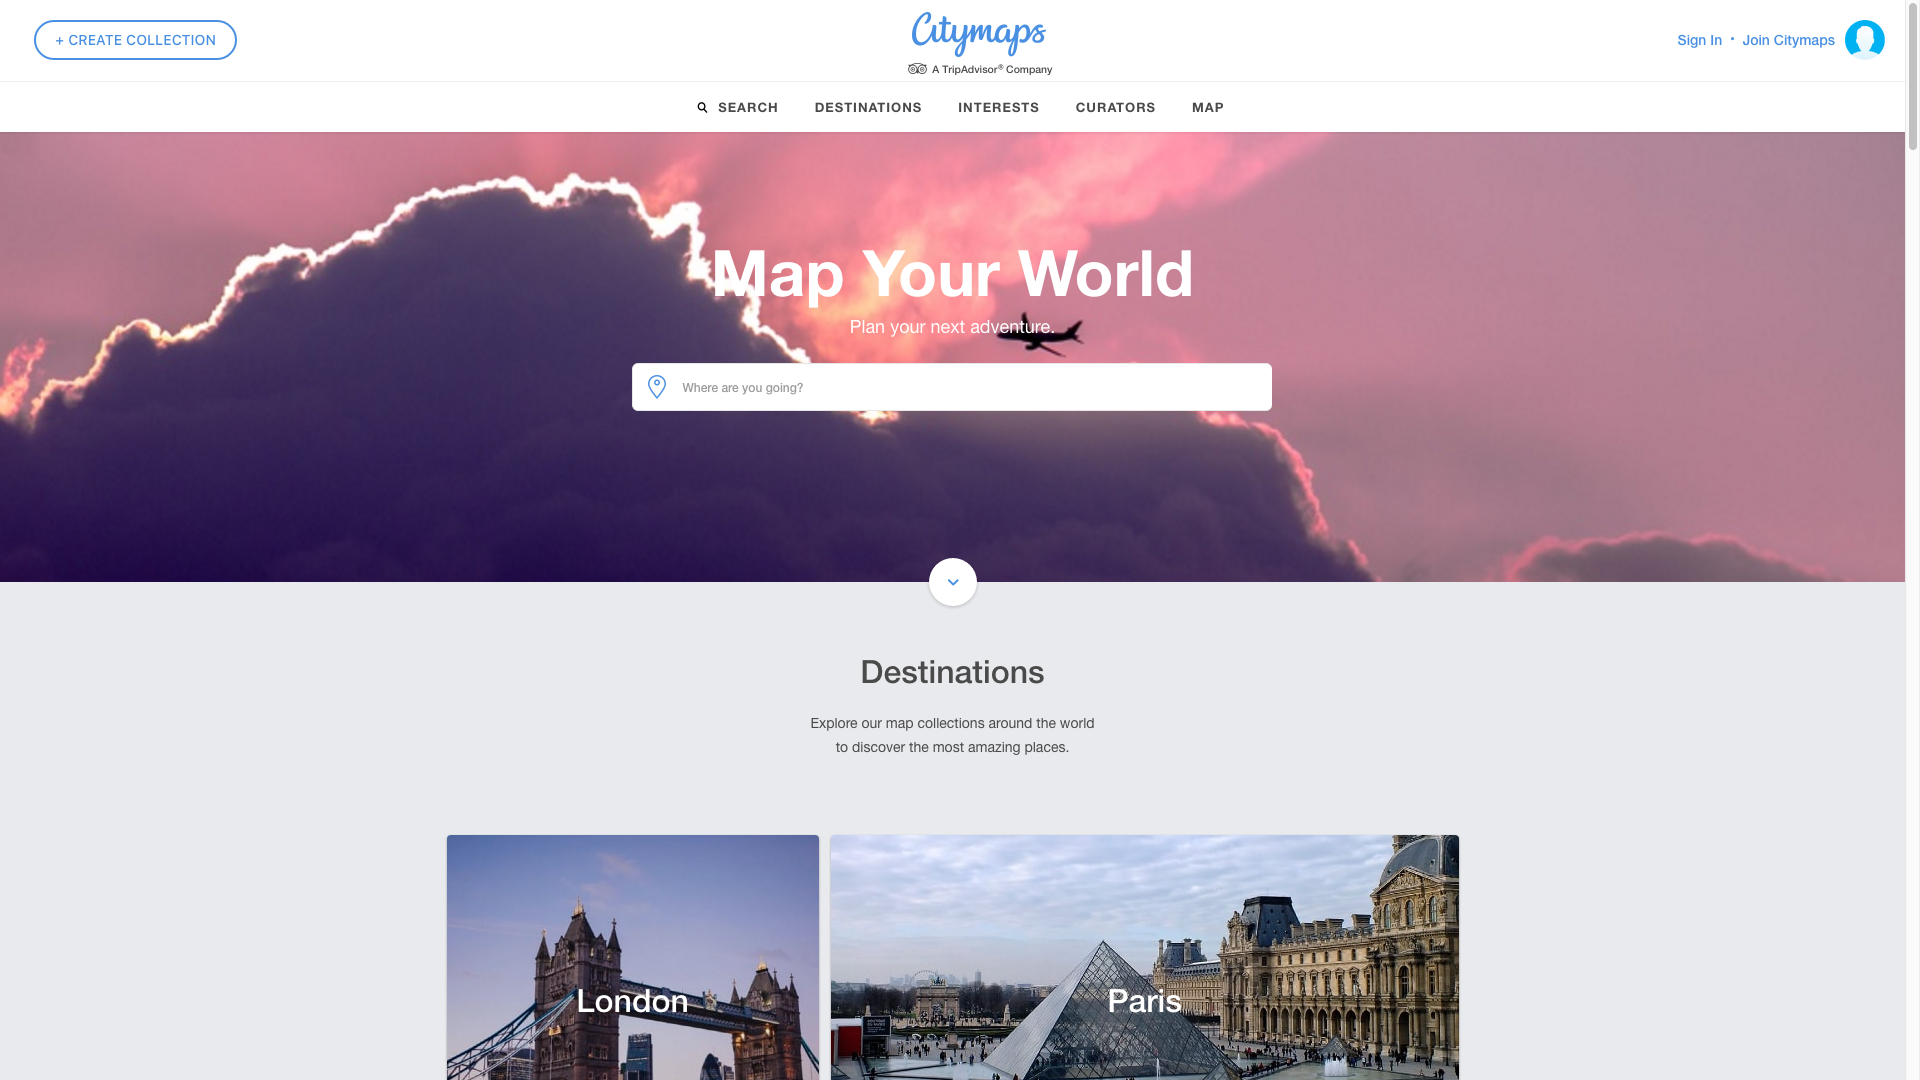 + CREATE COLLECTION
Citymaps
A TripAdvisor® Company
Sign In • Join Citymaps
SEARCH
DESTINATIONS
INTERESTS
CURATORS
MAP
Map Your World
Plan your next adventure.
Where are you going?
Destinations
Explore our map collections around the world
to discover the most amazing places.
London
Paris